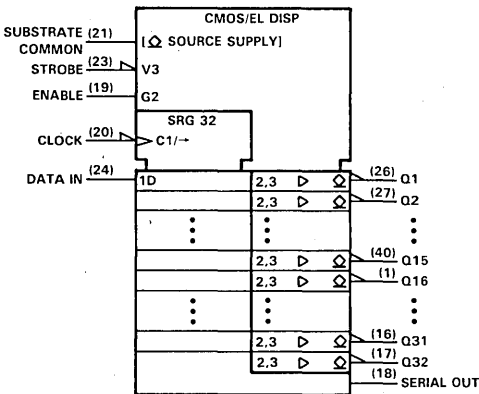 CMOS/EL DISP
SUBSTRATE COMMON (21) [ SOURCE SUPPLY]
STROBE (23) V3
ENABLE (19) G2
SRG 32
CLOCK (20) C1/→
DATA IN (24) 1D
2,3 (26) Q1
2,3 (27) Q2
2,3 (40) Q15
2,3 (1) Q16
2,3 (16) Q31
2,3 (17) Q32
(18) SERIAL OUT